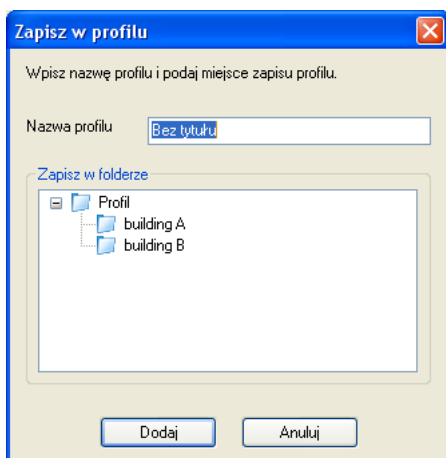 Zapisz w profilu
Wpisz nazwę profilu i podaj miejsce zapisu profilu.
Nazwa profilu Bez tytułu
Zapisz w folderze
Profil
building A
building B
Dodaj Anuluj